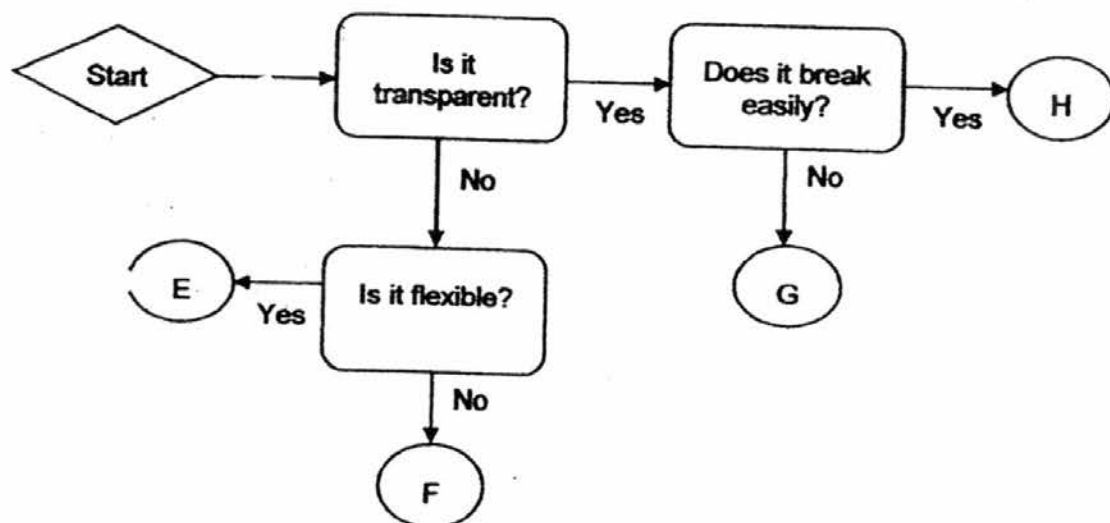 Start
Is it
transparent?
Yes
Does it break
easily?
Yes
H
No
No
G
E
Yes
Is it flexible?
No
F